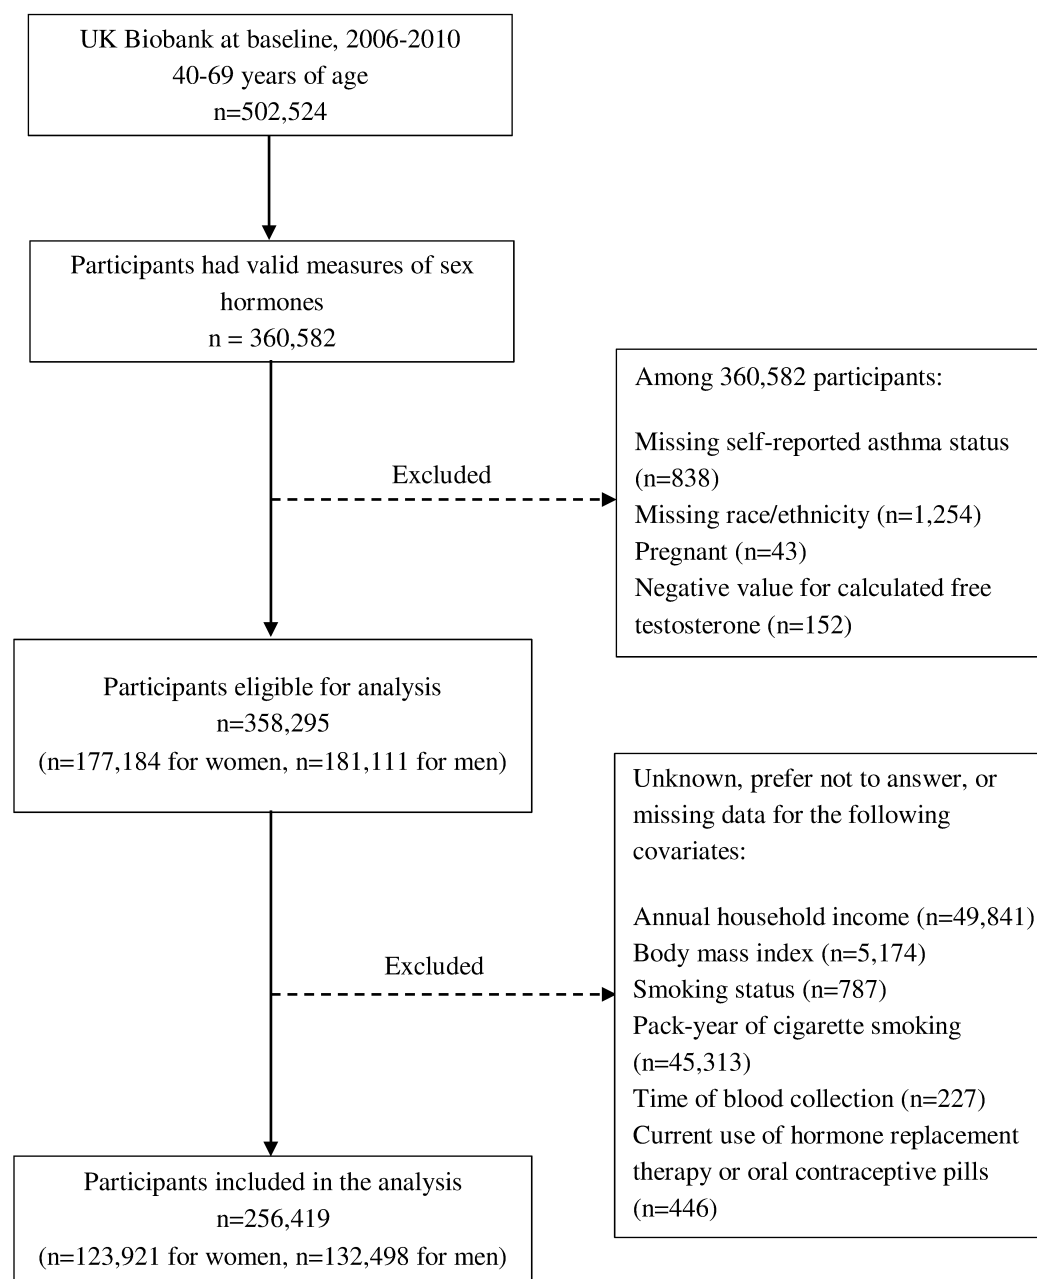 UK Biobank at baseline, 2006-2010
40-69 years of age
n=502,524
Participants had valid measures of sex
hormones
n = 360,582
Among 360,582 participants:
Missing self-reported asthma status
(n=838)
Missing race/ethnicity (n=1,254)
Pregnant (n=43)
Negative value for calculated free
testosterone (n=152)
Excluded
Participants eligible for analysis
n=358,295
(n=177,184 for women, n=181,111 for men)
Unknown, prefer not to answer, or
missing data for the following
covariates:
Annual household income (n=49,841)
Body mass index (n=5,174)
Smoking status (n=787)
Pack-year of cigarette smoking
(n=45,313)
Time of blood collection (n=227)
Current use of hormone replacement
therapy or oral contraceptive pills
(n=446)
Excluded
Participants included in the analysis
n=256,419
(n=123,921 for women, n=132,498 for men)